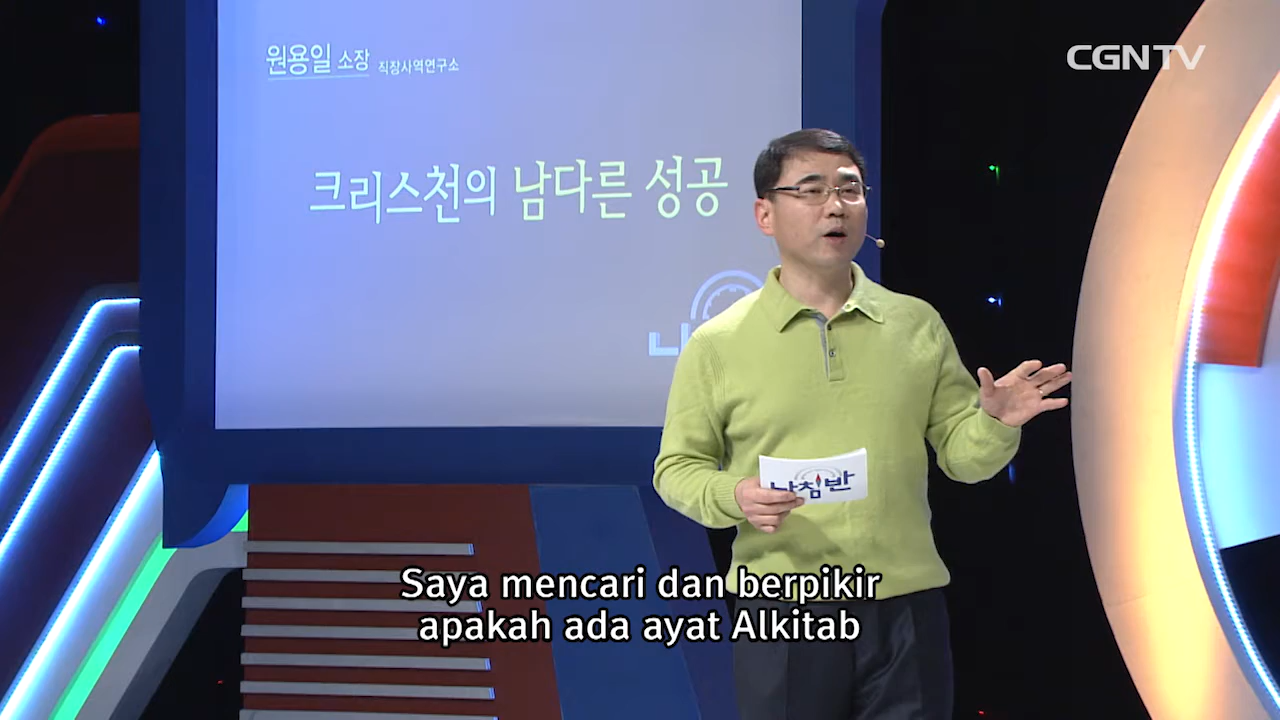 원용일 소장 직장사역연구소
CGNTV
크리스천의 남다른 성공
나침반
Saya mencari dan berpikir
apakah ada ayat Alkitab